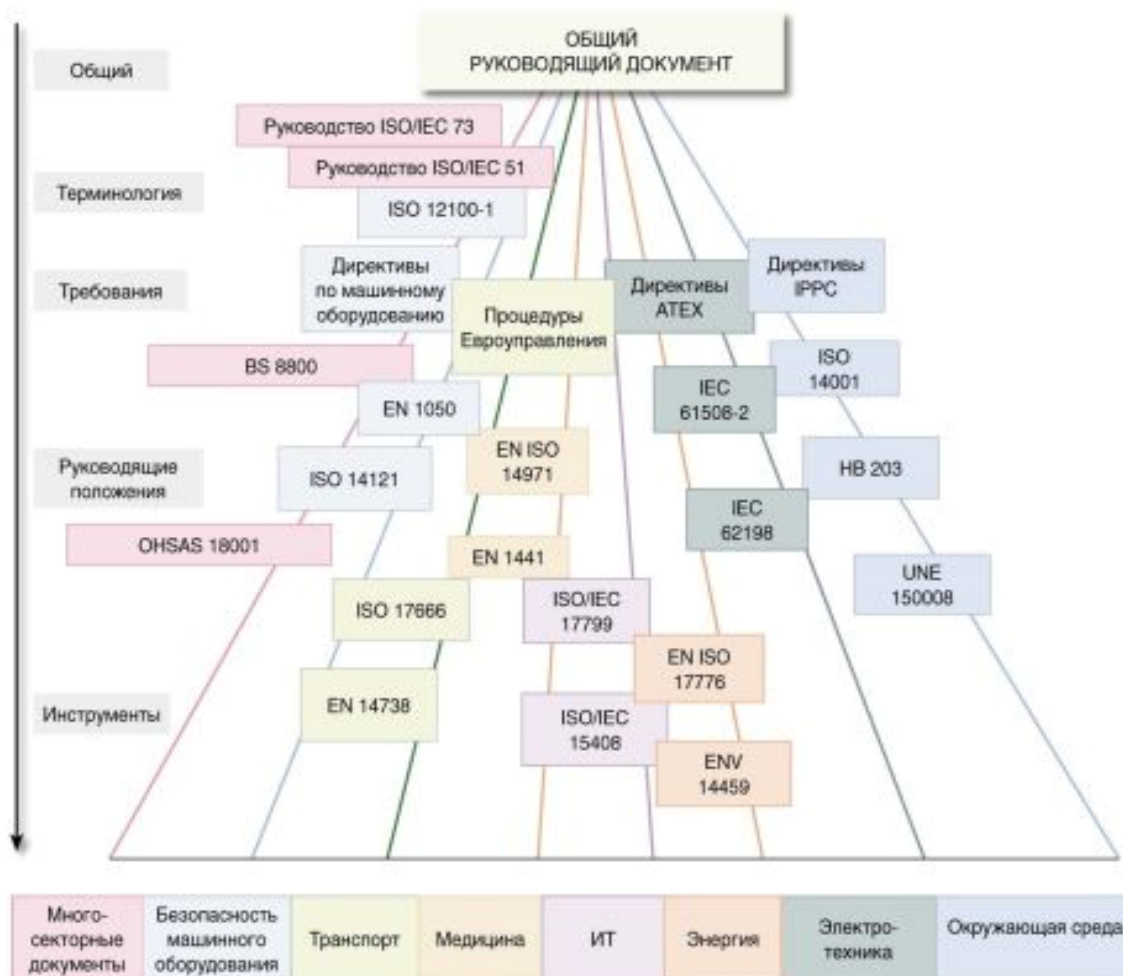 ОБЩИЙ
РУКОВОДЯЩИЙ ДОКУМЕНТ
Общий
Руководство ISO/IEC 73
Руководство ISO/IEC 51
Терминология
ISO 12100-1
Директивы
по машинному
оборудованию
Требования
Процедуры
Евроуправления
Директивы
ATEX
Директивы
IPPC
BS 8800
ISO
14001
EN 1050
IEC
61508-2
EN ISO
14971
Руководящие
положения
ISO 14121
HB 203
IEC
62198
OHSAS 18001
EN 1441
UNE
150008
ISO 17666
ISO/IEC
17799
EN ISO
17776
Инструменты
EN 14738
ISO/IEC
15408
ENV
14459
Много-
секторные
документы
Безопасность
машинного
оборудования
Транспорт
Медицина
ИТ
Энергия
Электро-
техника
Окружающая среда